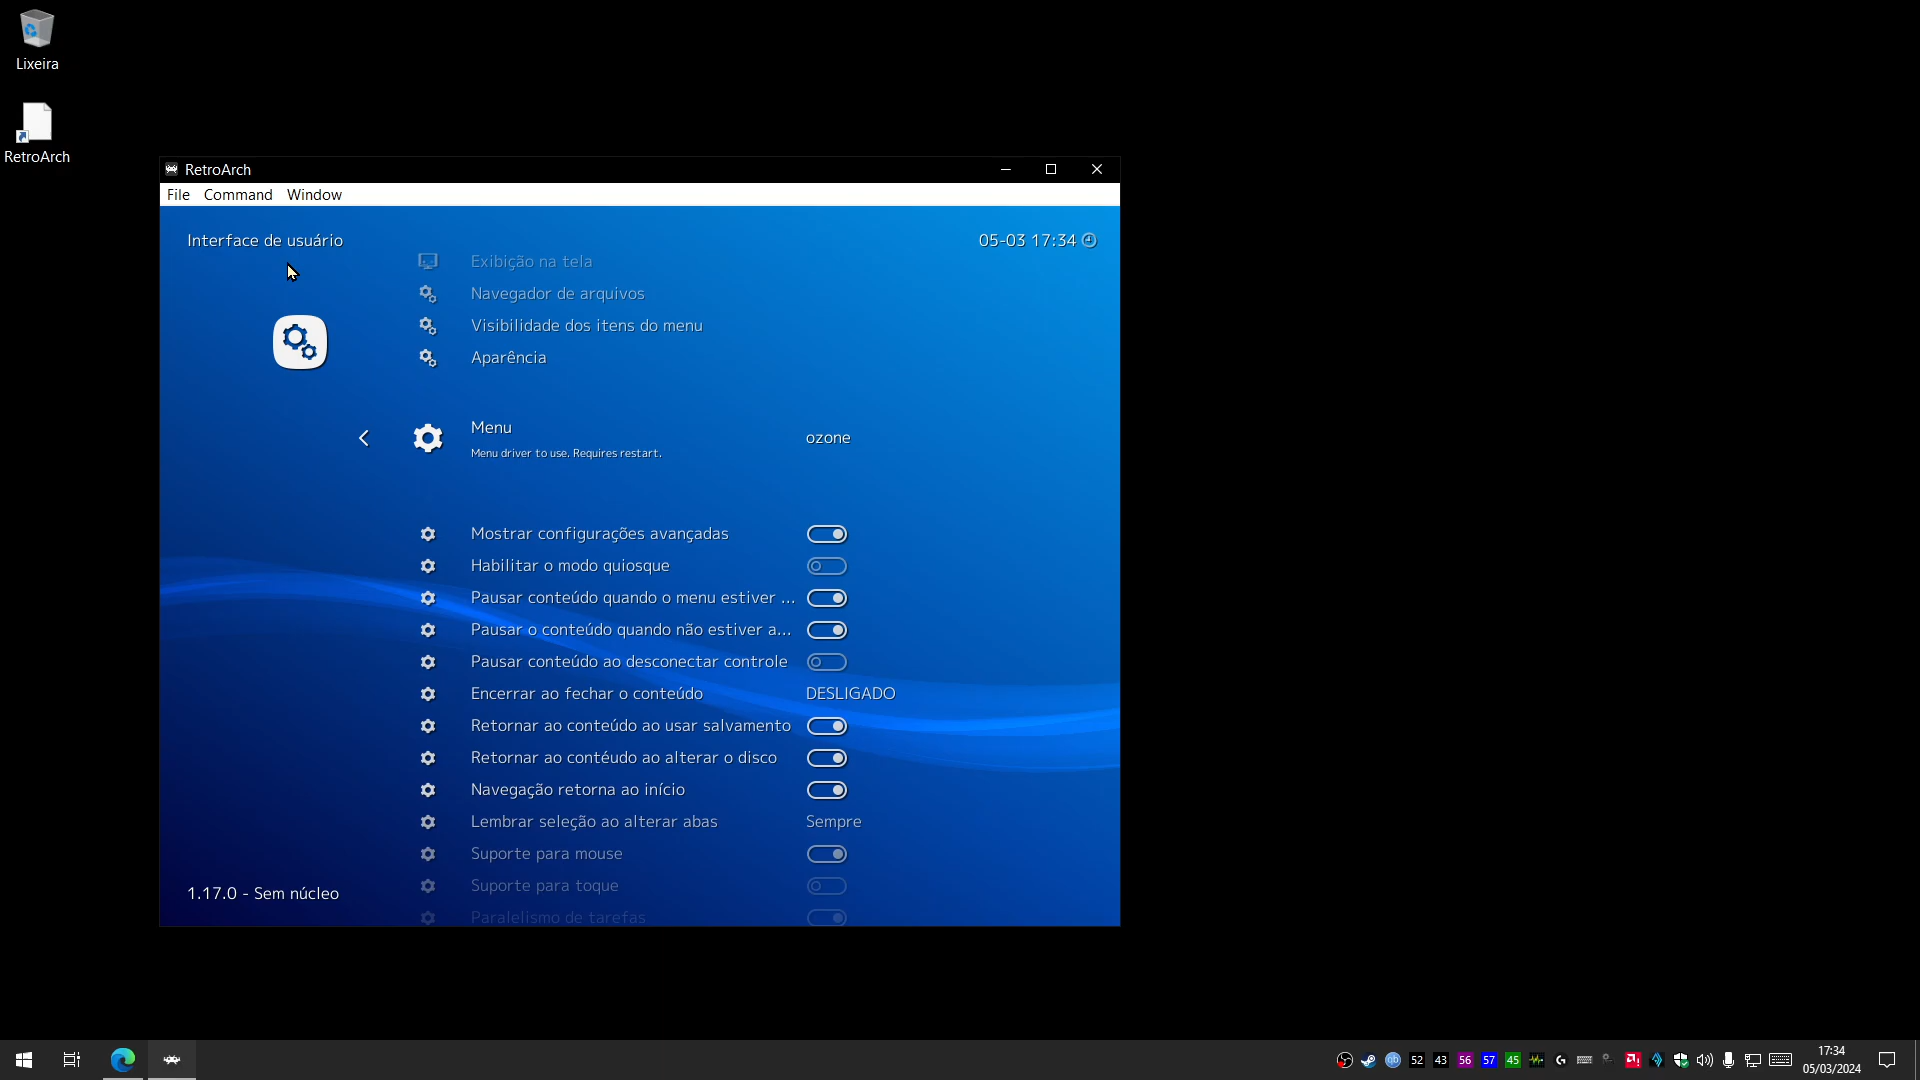 Lixeira
RetroArch
RetroArch
File Command Window
Interface de usuário
05-03 17:34
Exibição na tela
Navegador de arquivos
Visibilidade dos itens do menu
Aparência
Menu
ozone
Menu driver to use. Requires restart.
Mostrar configurações avançadas
Habilitar o modo quiosque
Pausar conteúdo quando o menu estiver ...
Pausar o conteúdo quando não estiver a...
Pausar conteúdo ao desconectar controle
Encerrar ao fechar o conteúdo DESLIGADO
Retornar ao conteúdo ao usar salvamento
Retornar ao contéudo ao alterar o disco
Navegação retorna ao início
Lembrar seleção ao alterar abas Sempre
Suporte para mouse
Suporte para toque
Paralelismo de tarefas
1.17.0 - Sem núcleo
qb 52 43 56 57 45
17:34
05/03/2024